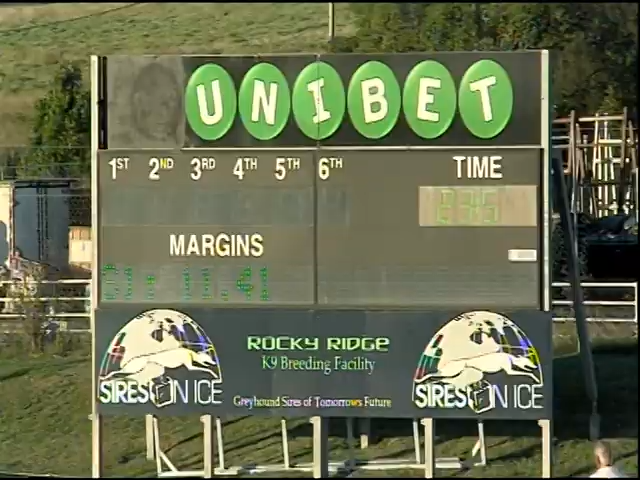 UNIBET
1ST 2ND 3RD 4TH 5TH 6TH TIME
MARGINS
ROCKY RIDGE
K9 Breeding Facility
SIRES ON ICE
Greyhound Sires of Tomorrows Future
SIRES ON ICE